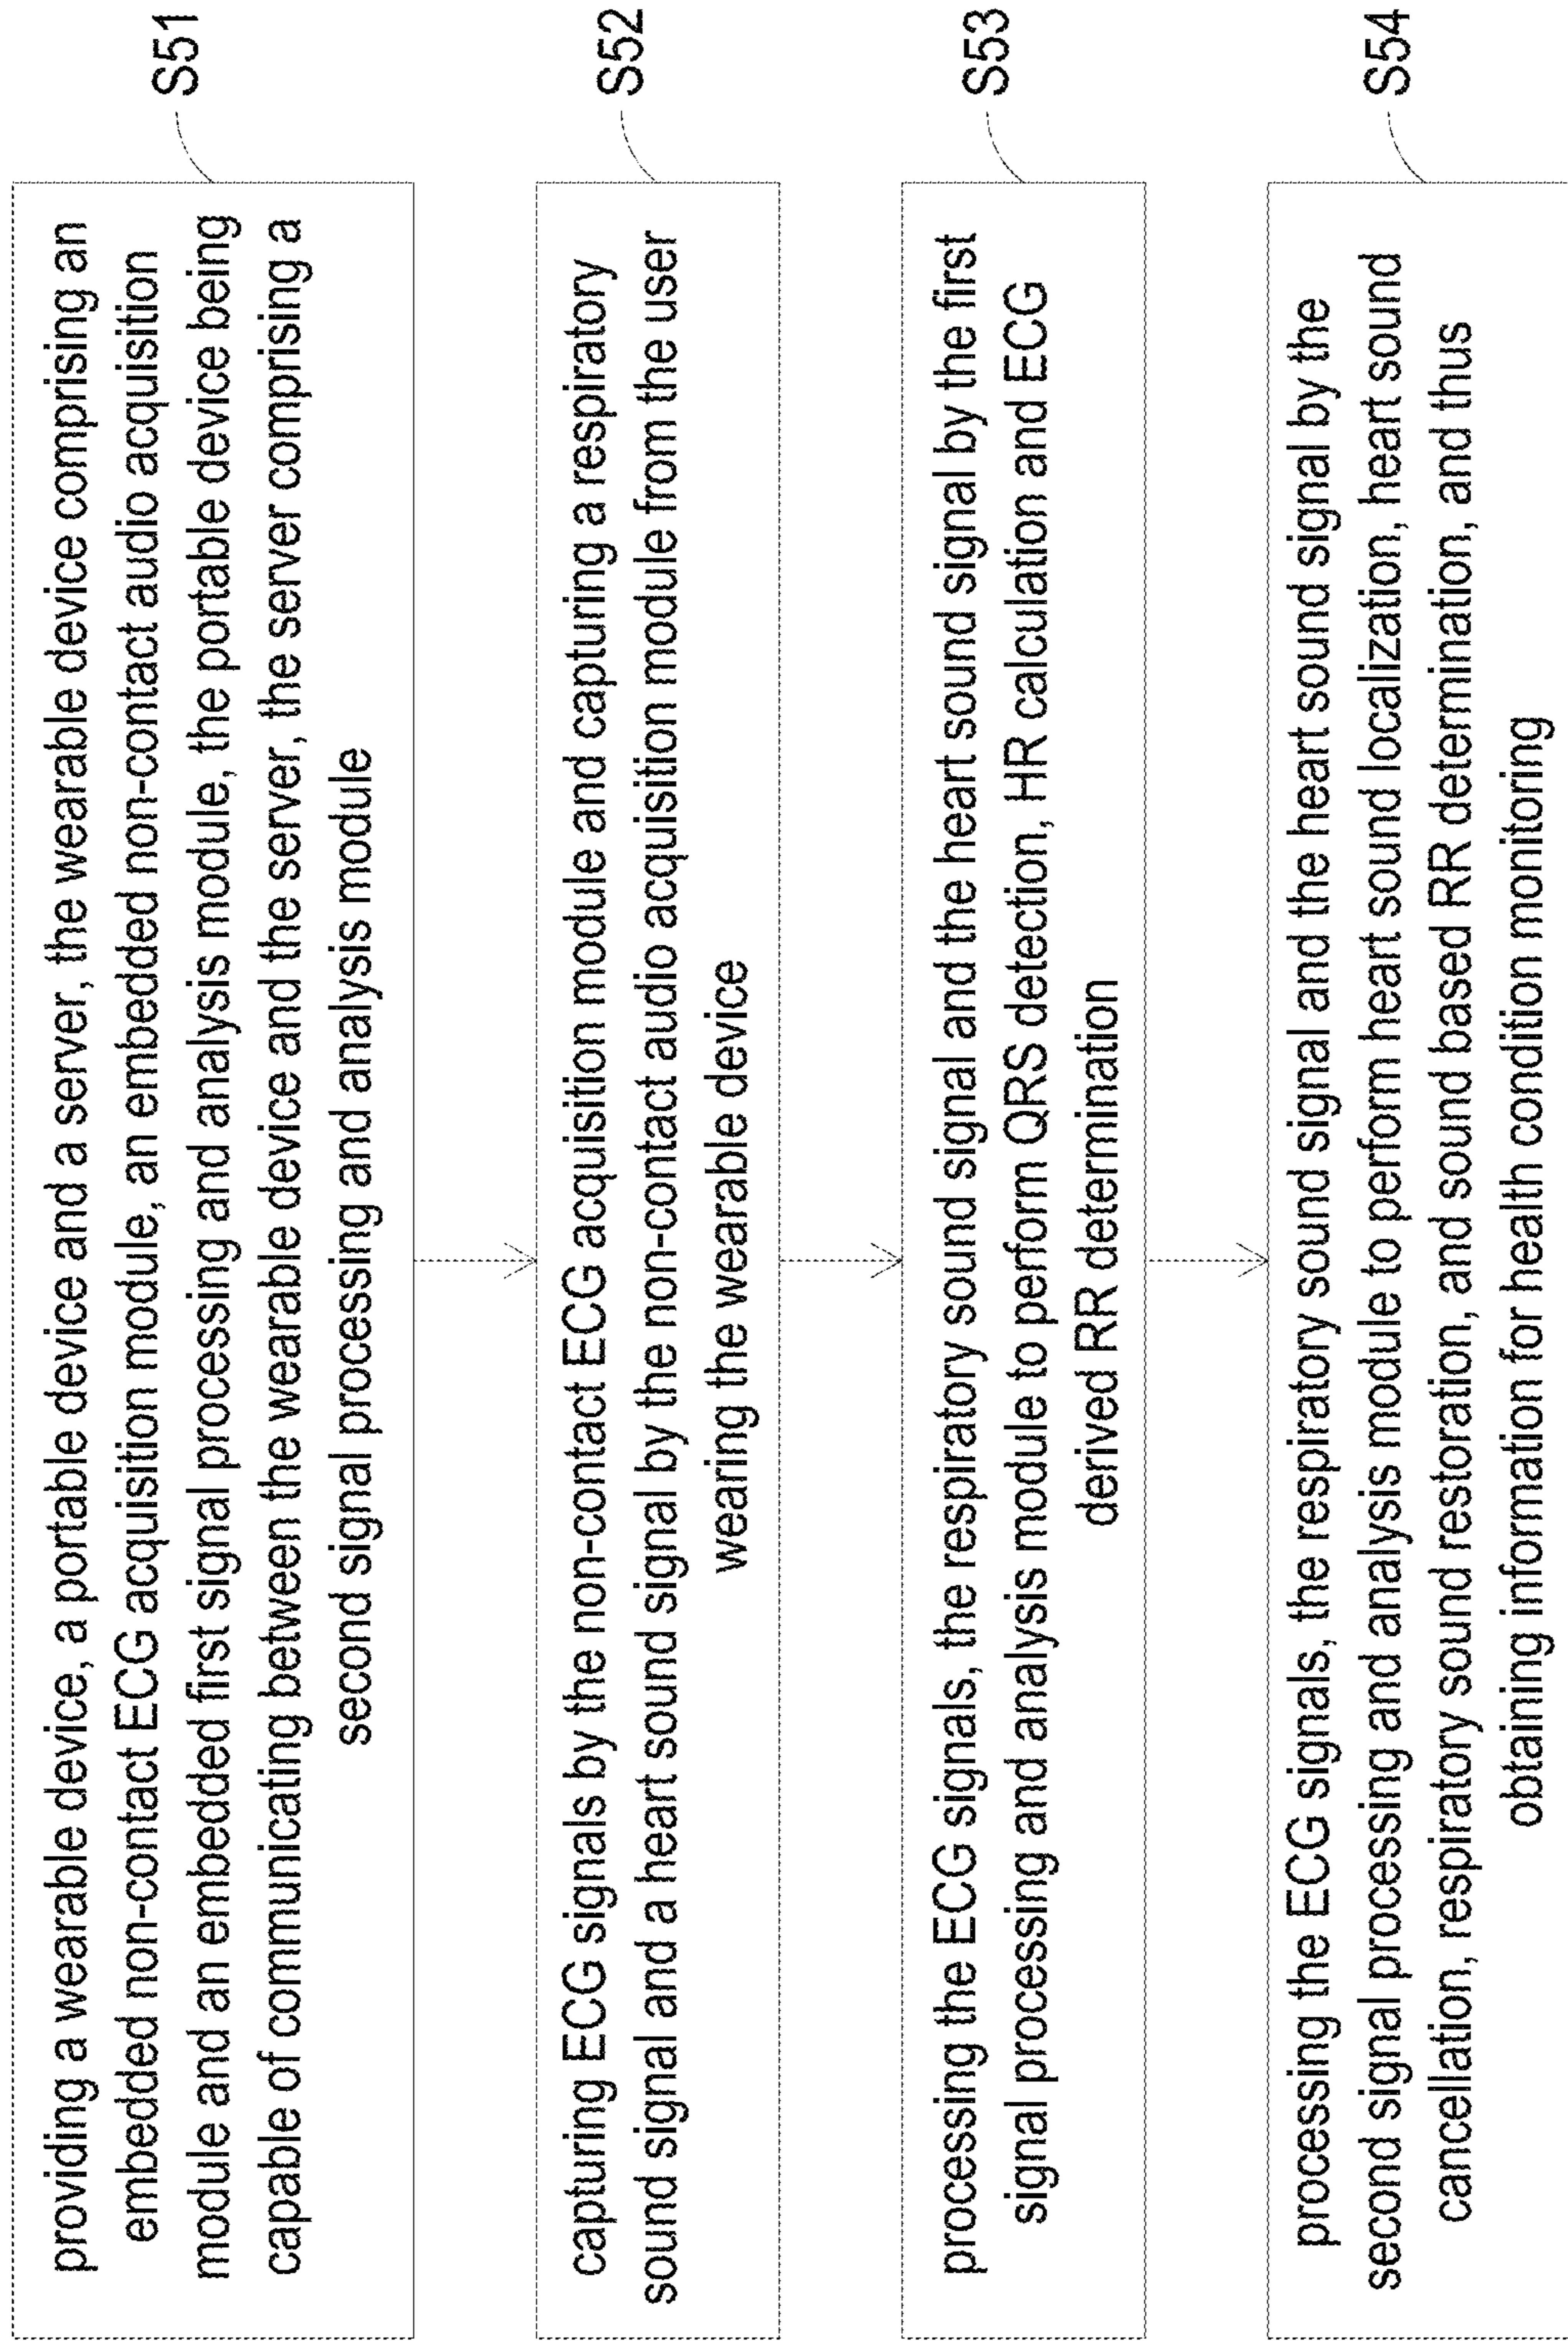 providing a wearable device, a portable device and a server, the wearable device comprising an
embedded non-contact ECG acquisition module, an embedded non-contact audio acquisition
module and an embedded first signal processing and analysis module, the portable device being
capable of communicating between the wearable device and the server, the server comprising a
second signal processing and analysis module
S51
capturing ECG signals by the non-contact ECG acquisition module and capturing a respiratory
sound signal and a heart sound signal by the non-contact audio acquisition module from the user
wearing the wearable device
S52
processing the ECG signals, the respiratory sound signal and the heart sound signal by the first
signal processing and analysis module to perform QRS detection, HR calculation and ECG
derived RR determination
S53
processing the ECG signals, the respiratory sound signal and the heart sound signal by the
second signal processing and analysis module to perform heart sound localization, heart sound
cancellation, respiratory sound restoration, and sound based RR determination, and thus
obtaining information for health condition monitoring
S54